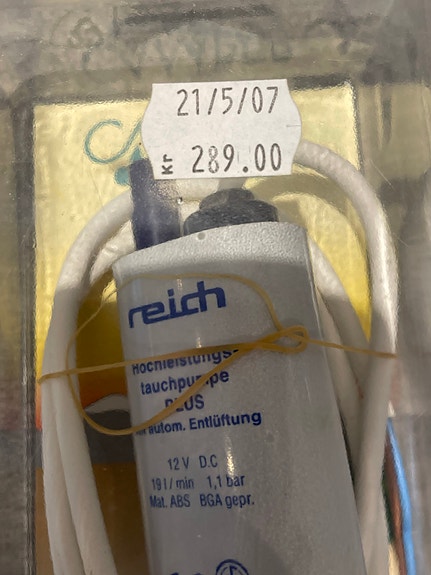 21/5/07
Kr 289.00
reich
Hochleistungs-
tauchpumpe
PLUS
autom. Entlüftung
12 V D.C
19 l / min 1,1 bar
Mat. ABS BGA gepr.